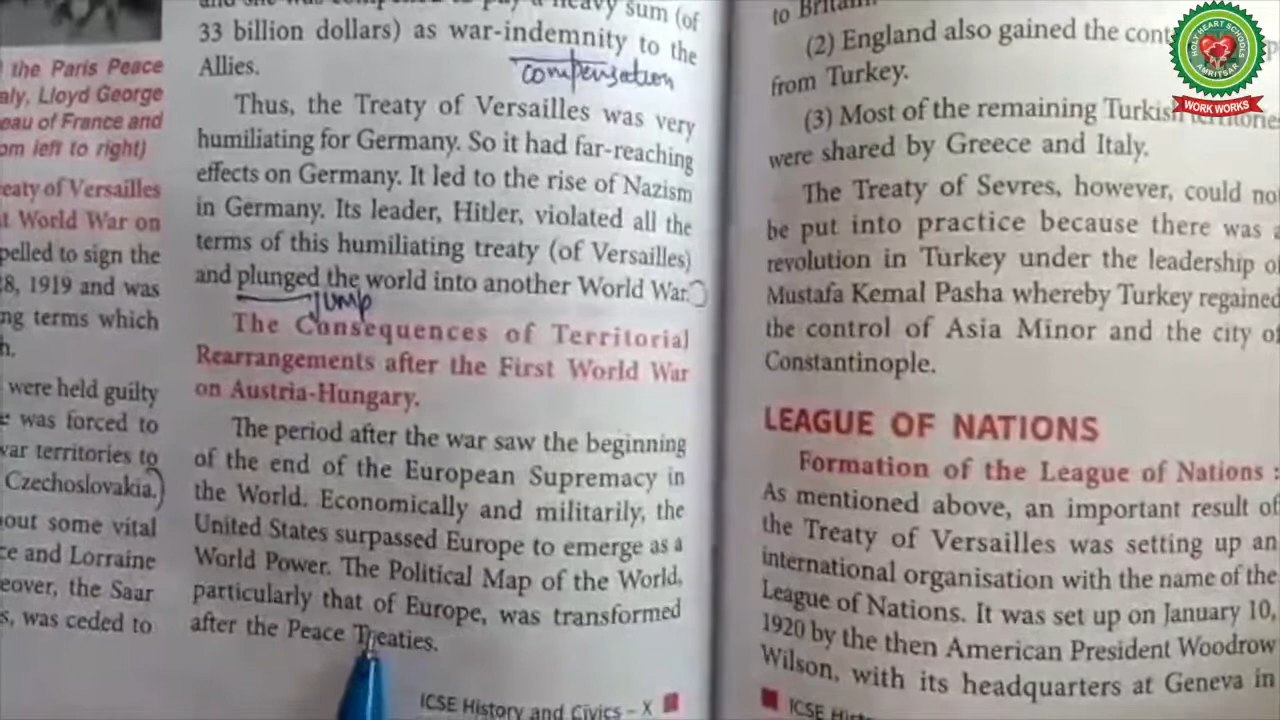 the Paris Peace
aly, Lloyd George
eau of France and
om left to right)
eaty of Versailles
t World War on
pelled to sign the
8, 1919 and was
ng terms which
h.
were held guilty
e was forced to
var territories to
Czechoslovakia.)
out some vital
ce and Lorraine
eover, the Saar
s, was ceded to
heavy sum (of
33 billion dollars) as war-indemnity to the
Allies.
compensation
Thus, the Treaty of Versailles was very
humiliating for Germany. So it had far-reaching
effects on Germany. It led to the rise of Nazism
in Germany. Its leader, Hitler, violated all the
terms of this humiliating treaty (of Versailles)
and plunged the world into another World War.
Jump
The Consequences of Territorial
Rearrangements after the First World War
on Austria-Hungary.
The period after the war saw the beginning
of the end of the European Supremacy in
the World. Economically and militarily, the
United States surpassed Europe to emerge as a
World Power. The Political Map of the World,
particularly that of Europe, was transformed
after the Peace Treaties.
ICSE History and Civics – X
to Britain.
(2) England also gained the cont
from Turkey.
(3) Most of the remaining Turkish territories
were shared by Greece and Italy.
The Treaty of Sevres, however, could no
be put into practice because there was a
revolution in Turkey under the leadership of
Mustafa Kemal Pasha whereby Turkey regained
the control of Asia Minor and the city of
Constantinople.
LEAGUE OF NATIONS
Formation of the League of Nations :
As mentioned above, an important result of
the Treaty of Versailles was setting up an
international organisation with the name of the
League of Nations. It was set up on January 10,
1920 by the then American President Woodrow
Wilson, with its headquarters at Geneva in
ICSE
HOLY HEART SCHOOLS
AMRITSAR
WORK WORKS